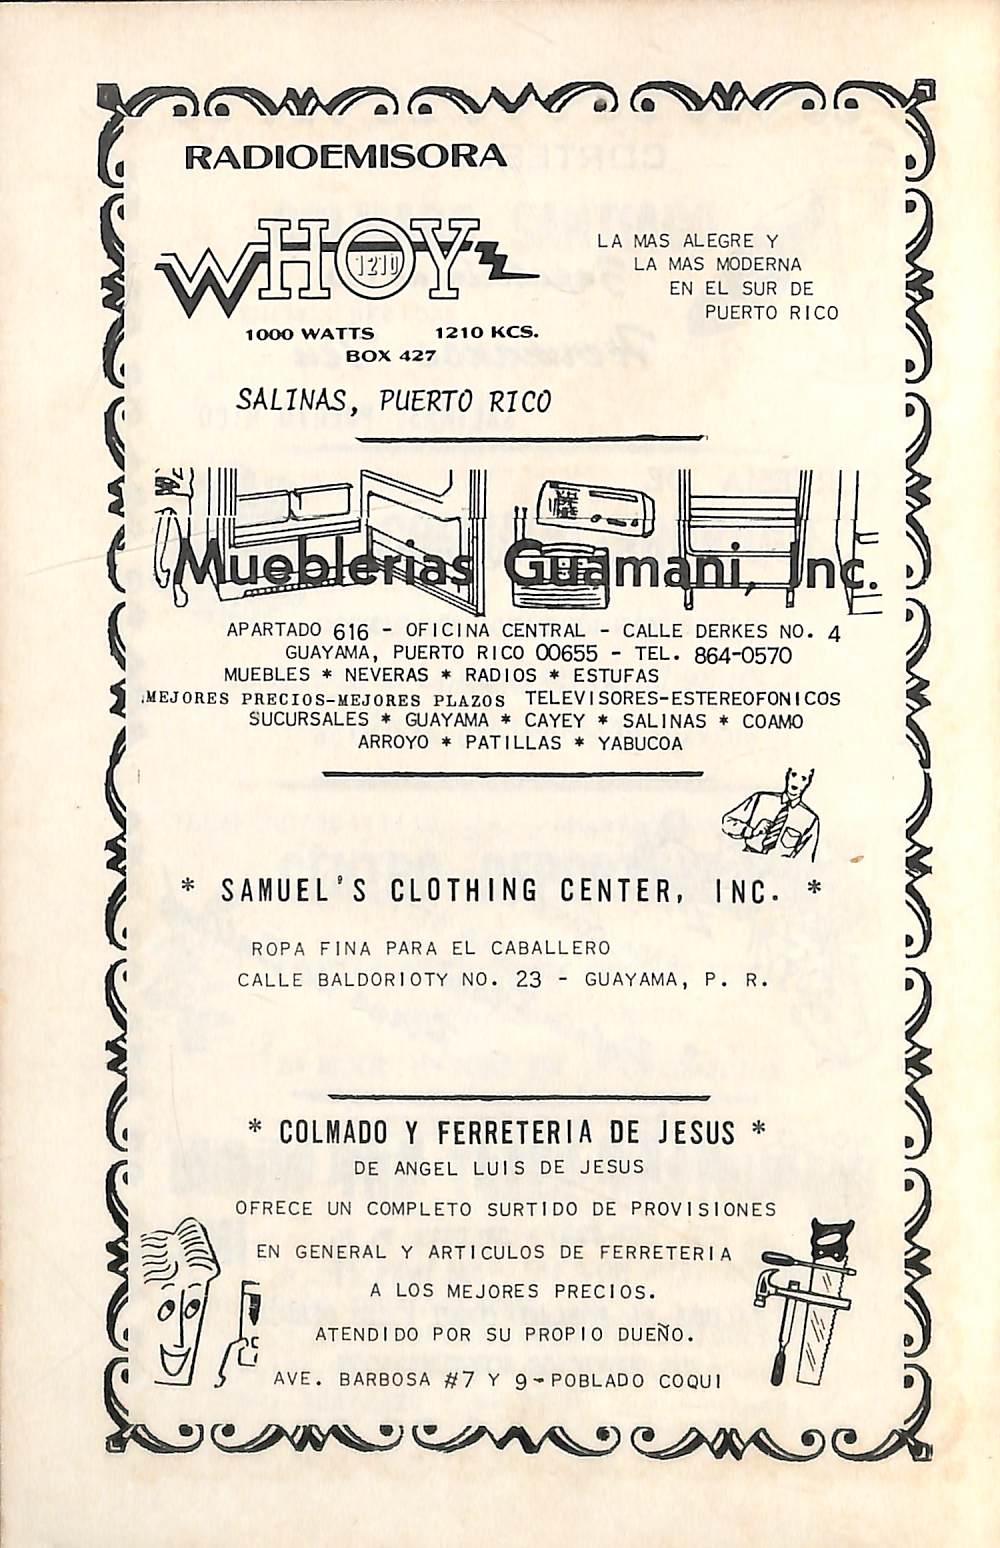 RADIOEMISORA
WHOY
1210
LA MAS ALEGRE Y
LA MAS MODERNA
EN EL SUR DE
PUERTO RICO
1000 WATTS 1210 KCS.
BOX 427
SALINAS, PUERTO RICO
Mueblerias Guamani, Inc.
APARTADO 616 - OFICINA CENTRAL - CALLE DERKES NO. 4
GUAYAMA, PUERTO RICO 00655 - TEL. 864-0570
MUEBLES * NEVERAS * RADIOS * ESTUFAS
MEJORES PRECIOS-MEJORES PLAZOS TELEVISORES-ESTEREOFONICOS
SUCURSALES * GUAYAMA * CAYEY * SALINAS * COAMO
ARROYO * PATILLAS * YABUCOA
* SAMUEL'S CLOTHING CENTER, INC. *
ROPA FINA PARA EL CABALLERO
CALLE BALDORIOTY NO. 23 - GUAYAMA, P. R.
* COLMADO Y FERRETERIA DE JESUS *
DE ANGEL LUIS DE JESUS
OFRECE UN COMPLETO SURTIDO DE PROVISIONES
EN GENERAL Y ARTICULOS DE FERRETERIA
A LOS MEJORES PRECIOS.
ATENDIDO POR SU PROPIO DUEÑO.
AVE. BARBOSA #7 Y 9-POBLADO COQUI